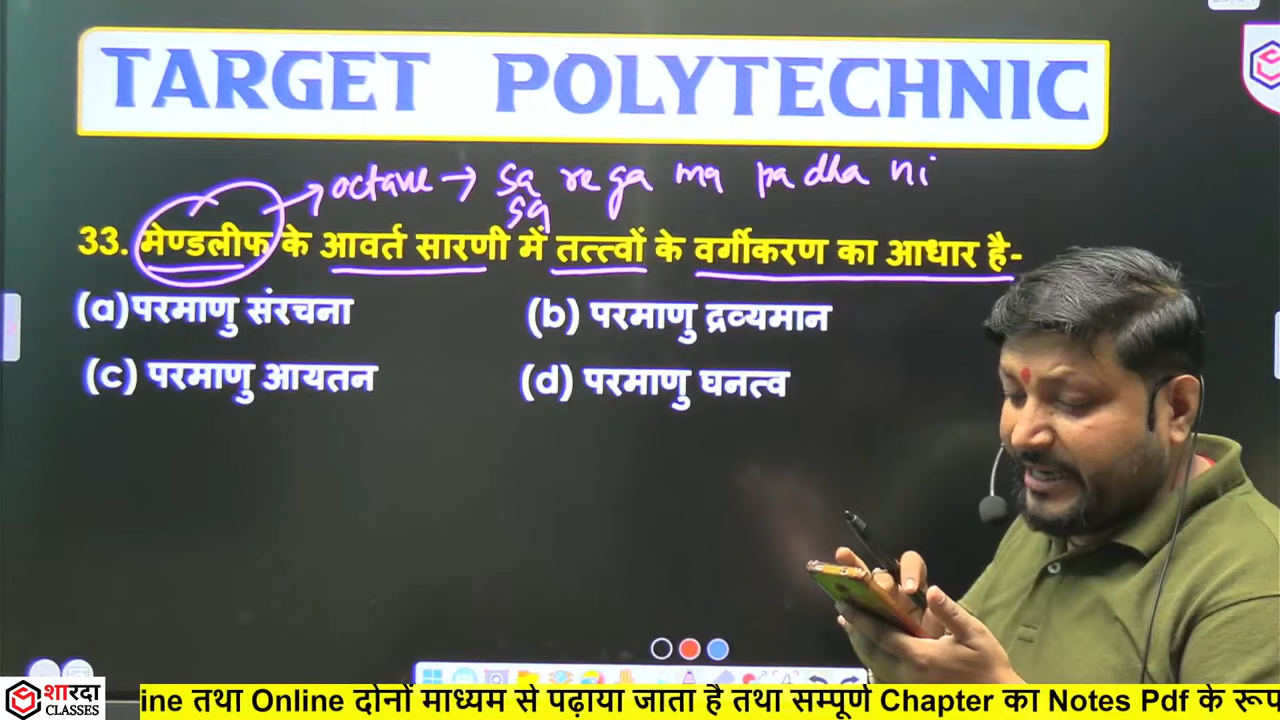 TARGET POLYTECHNIC
octave → sa re ga ma pa dha ni
sa
33. मेण्डलीफ के आवर्त सारणी में तत्त्वों के वर्गीकरण का आधार है-
(a)परमाणु संरचना (b) परमाणु द्रव्यमान
(c) परमाणु आयतन (d) परमाणु घनत्व
शारदा
CLASSES
ine तथा Online दोनों माध्यम से पढ़ाया जाता है तथा सम्पूर्ण Chapter का Notes Pdf के रूप